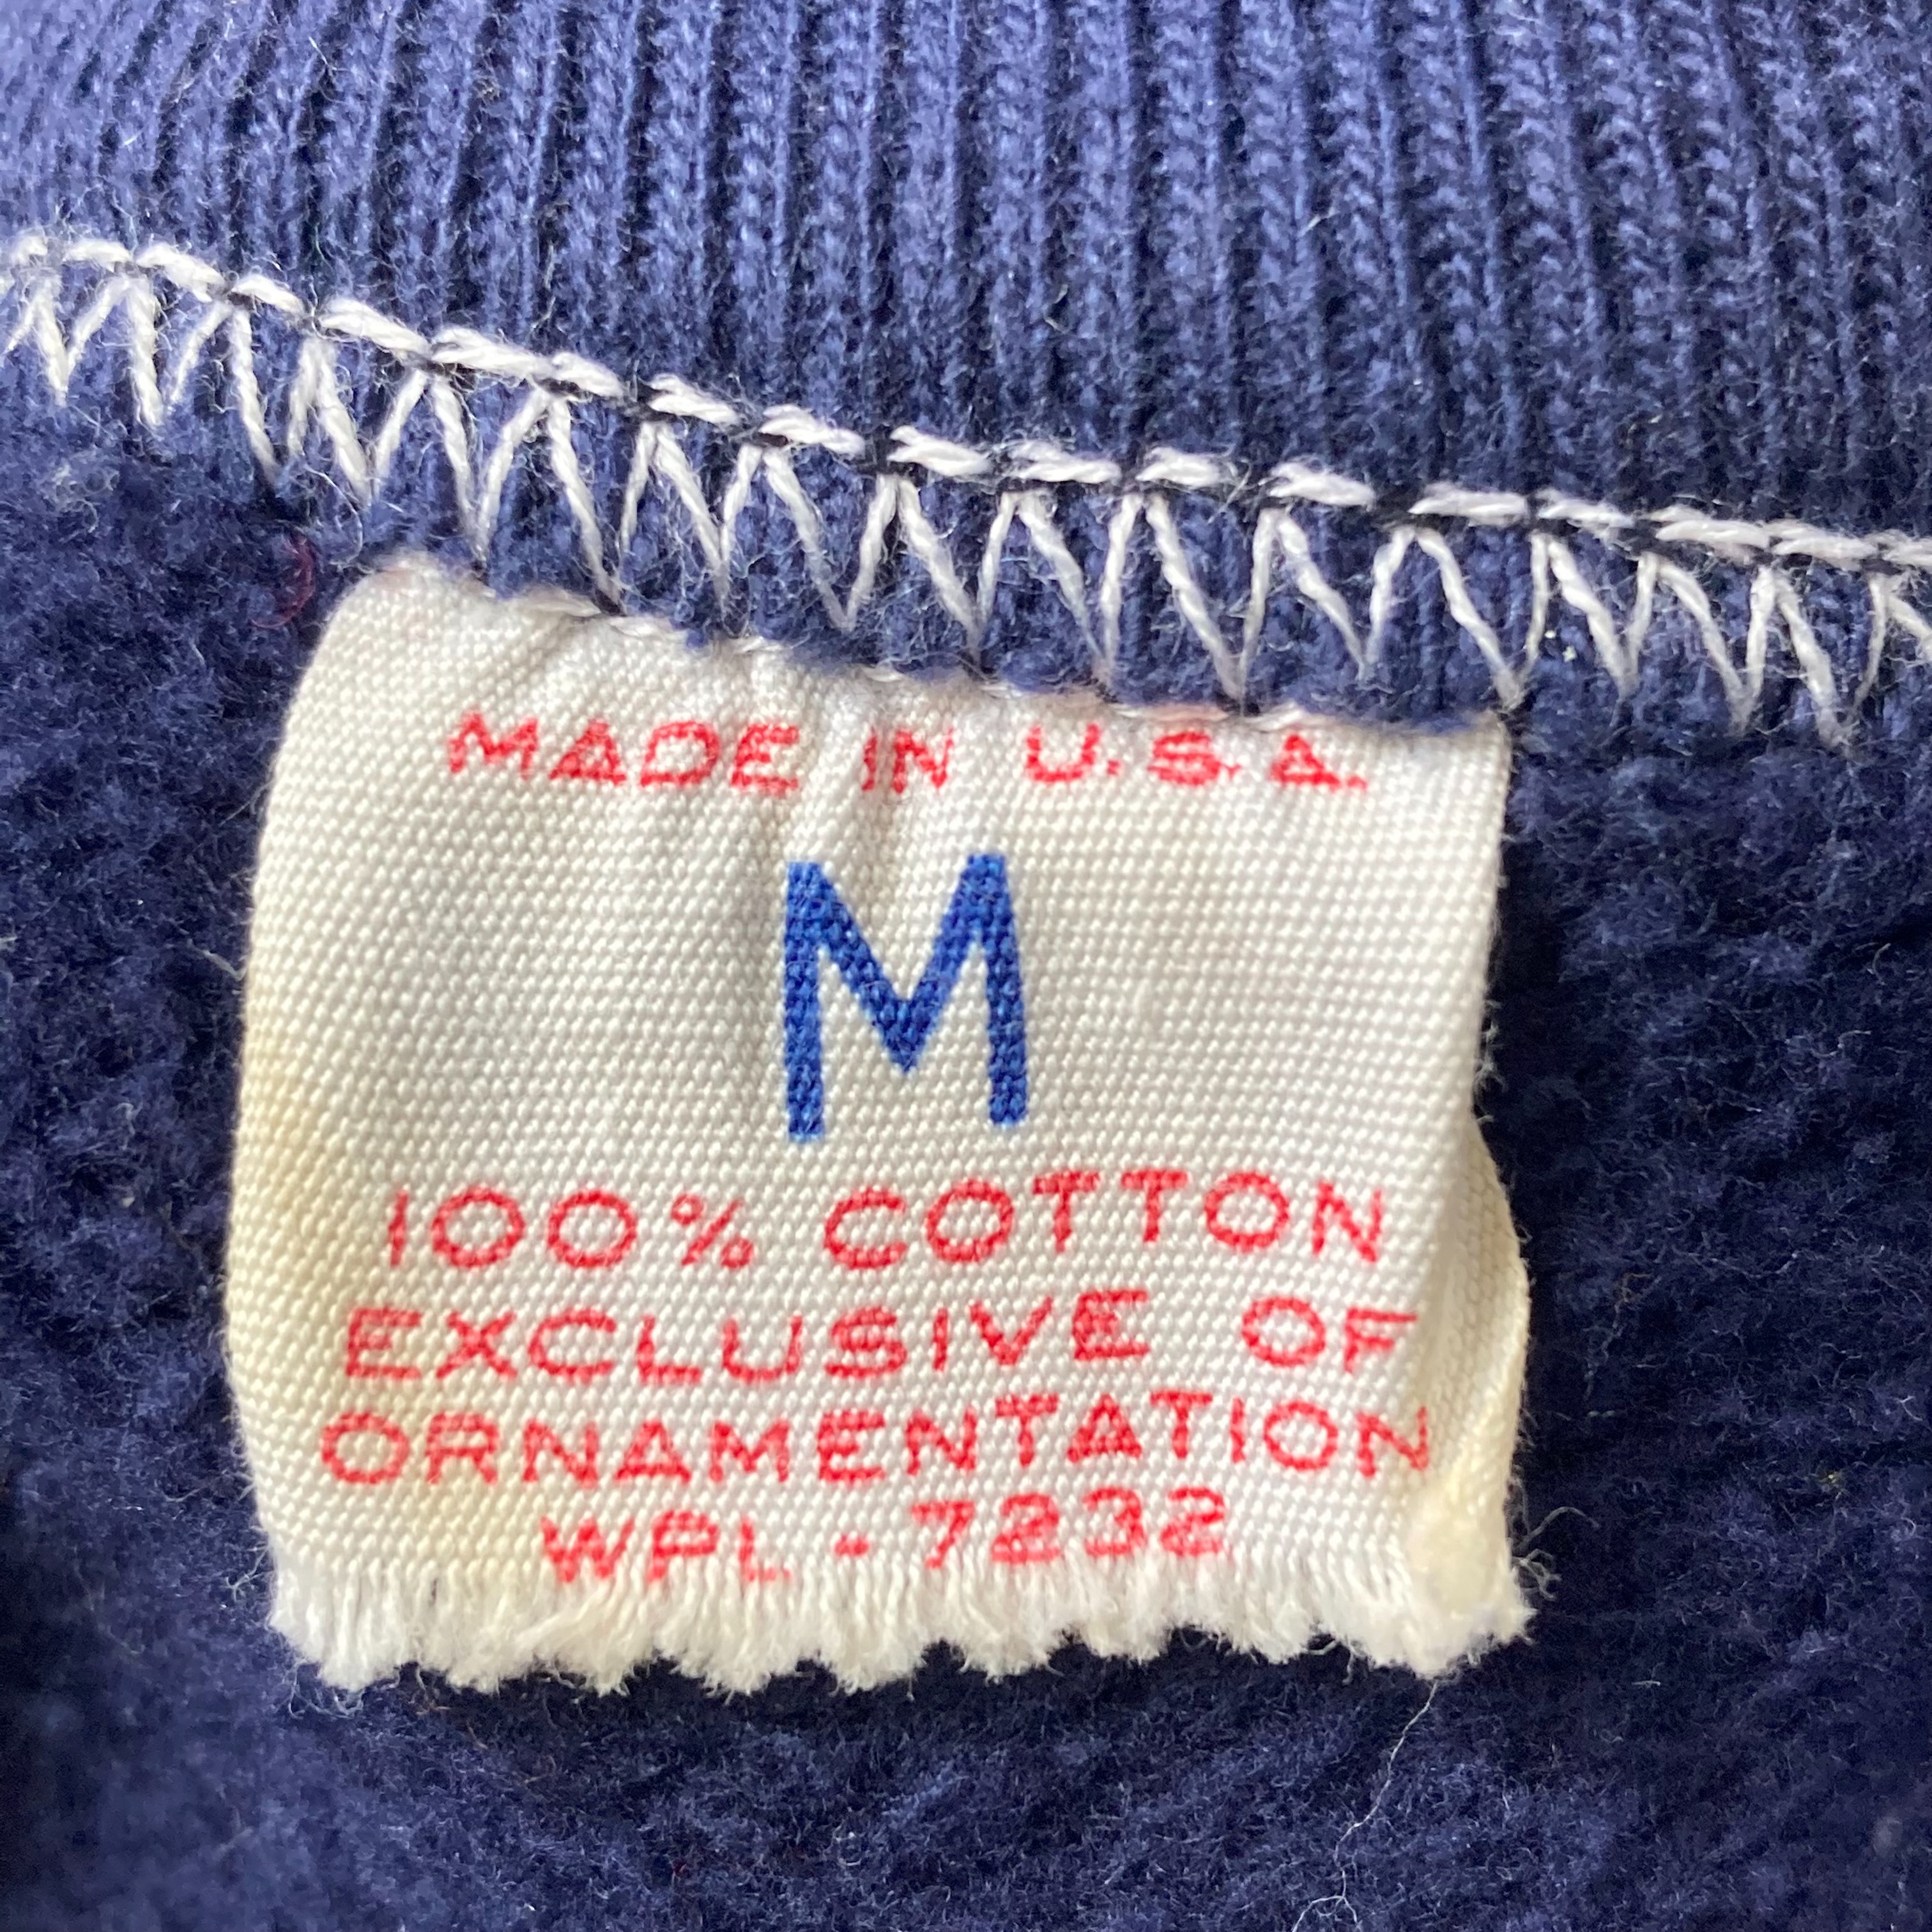 MADE IN U.S.A.
M
100% COTTON
EXCLUSIVE OF
ORNAMENTATION
WPL - 7232